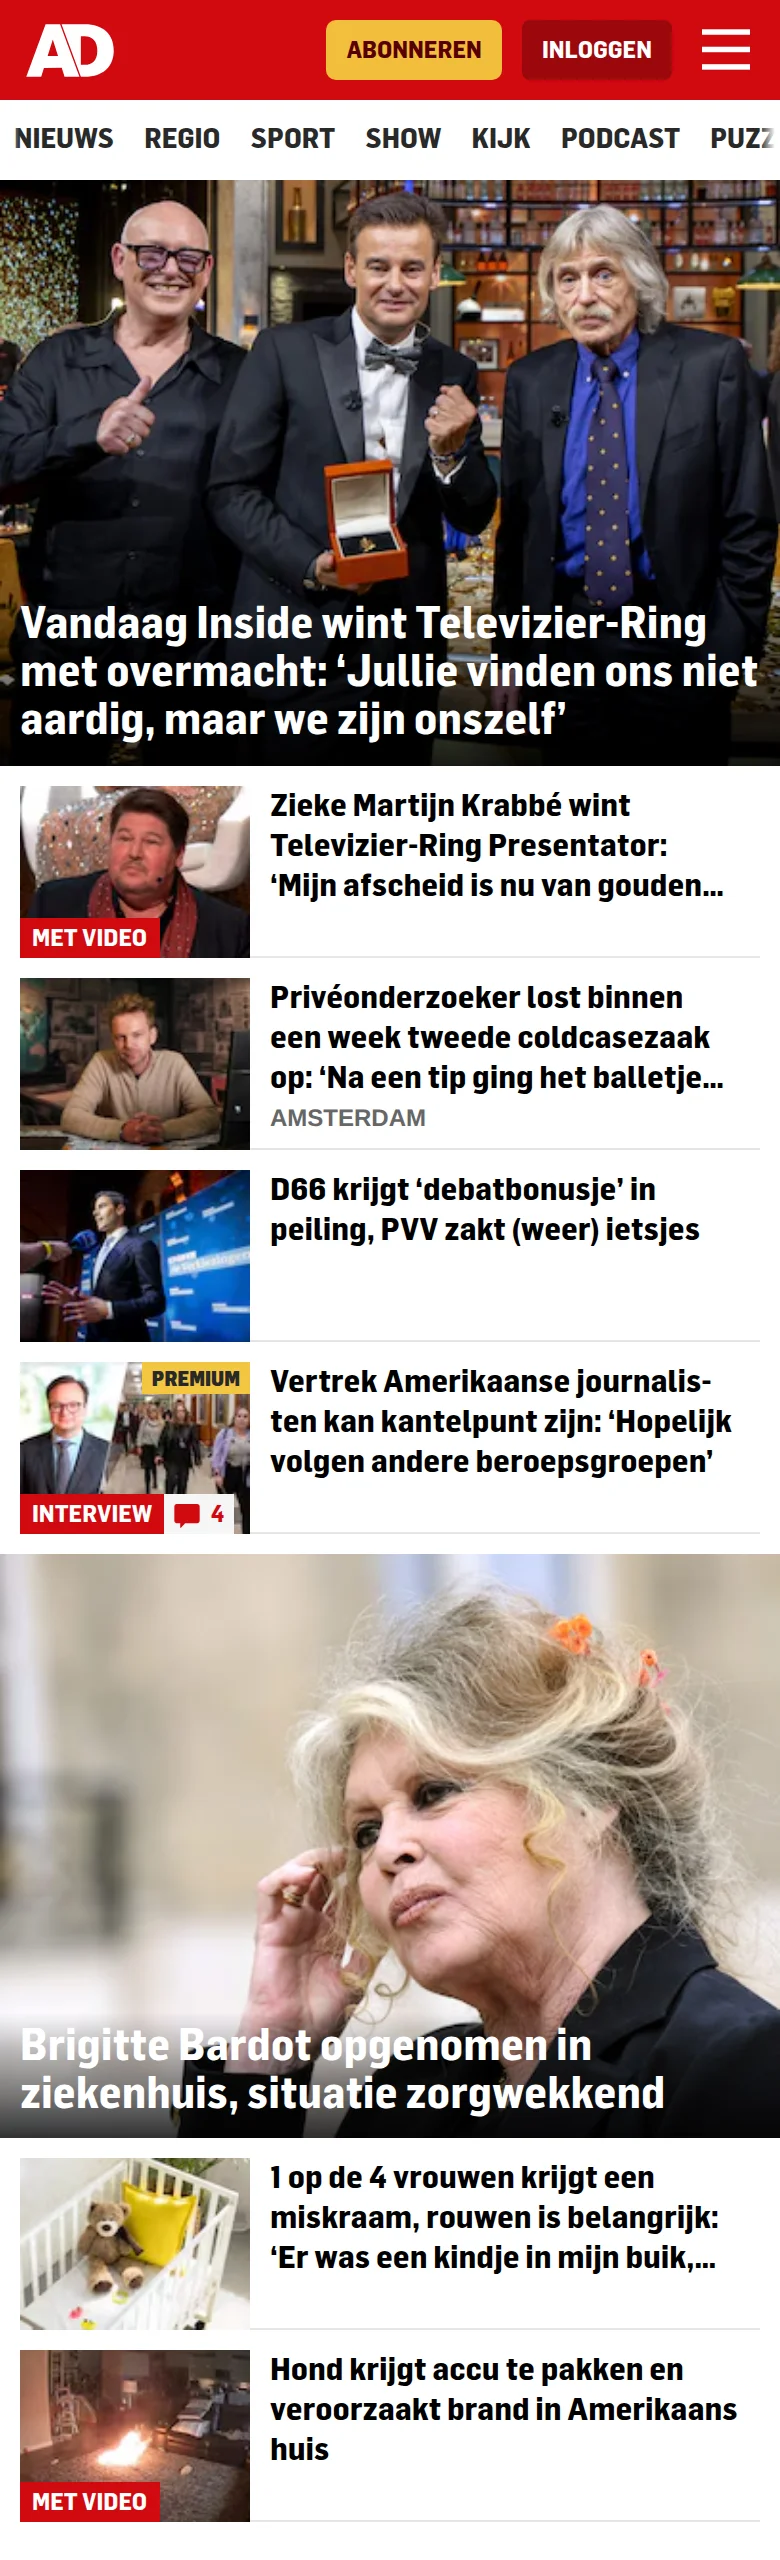 AD
ABONNEREN
INLOGGEN
NIEUWS REGIO SPORT SHOW KIJK PODCAST PUZZ
Vandaag Inside wint Televizier-Ring
met overmacht: ‘Jullie vinden ons niet
aardig, maar we zijn onszelf’
MET VIDEO
Zieke Martijn Krabbé wint
Televizier-Ring Presentator:
‘Mijn afscheid is nu van gouden...
Privéonderzoeker lost binnen
een week tweede coldcasezaak
op: ‘Na een tip ging het balletje...
AMSTERDAM
D66 krijgt ‘debatbonusje’ in
peiling, PVV zakt (weer) ietsjes
PREMIUM
INTERVIEW
4
Vertrek Amerikaanse journalis-
ten kan kantelpunt zijn: ‘Hopelijk
volgen andere beroepsgroepen’
Brigitte Bardot opgenomen in
ziekenhuis, situatie zorgwekkend
1 op de 4 vrouwen krijgt een
miskraam, rouwen is belangrijk:
‘Er was een kindje in mijn buik,...
MET VIDEO
Hond krijgt accu te pakken en
veroorzaakt brand in Amerikaans
huis